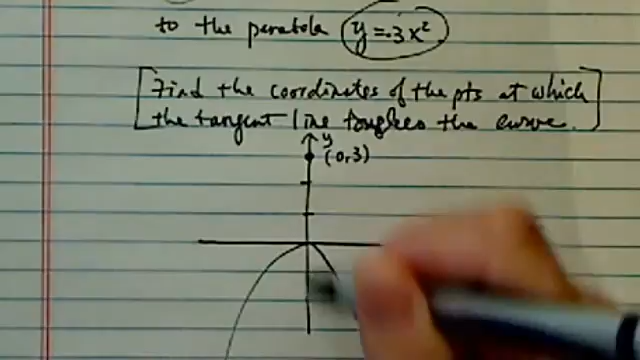 to the parabola y = -3x²
Find the coordinates of the pts at which
the tangent line touches the curve.
y
(0,3)